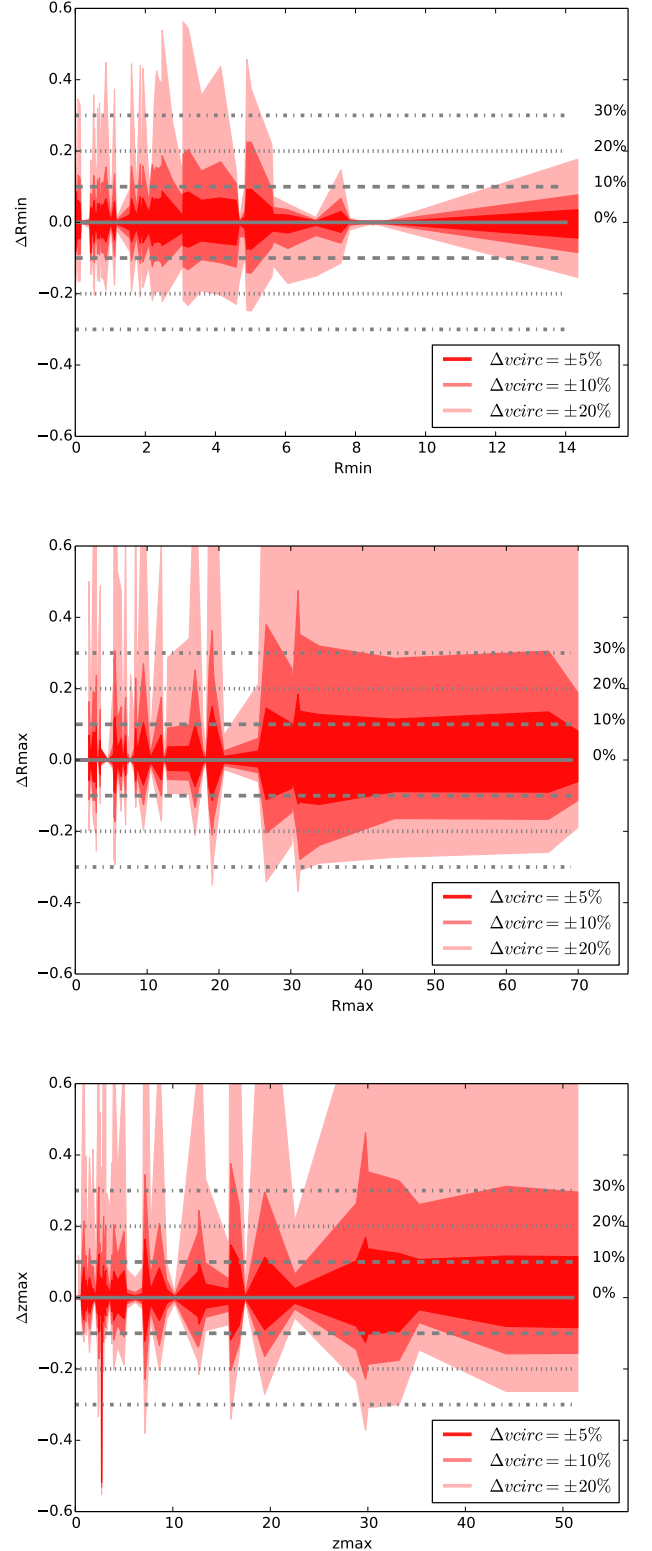 0.6
0.4
0.2
0.0
−0.2
−0.4
−0.6
ΔRmin
30%
20%
10%
0%
Δvcirc = ±5%
Δvcirc = ±10%
Δvcirc = ±20%
0 2 4 6 8 10 12 14
Rmin
0.6
0.4
0.2
0.0
−0.2
−0.4
−0.6
ΔRmax
30%
20%
10%
0%
Δvcirc = ±5%
Δvcirc = ±10%
Δvcirc = ±20%
0 10 20 30 40 50 60 70
Rmax
0.6
0.4
0.2
0.0
−0.2
−0.4
−0.6
Δzmax
30%
20%
10%
0%
Δvcirc = ±5%
Δvcirc = ±10%
Δvcirc = ±20%
0 10 20 30 40 50
zmax